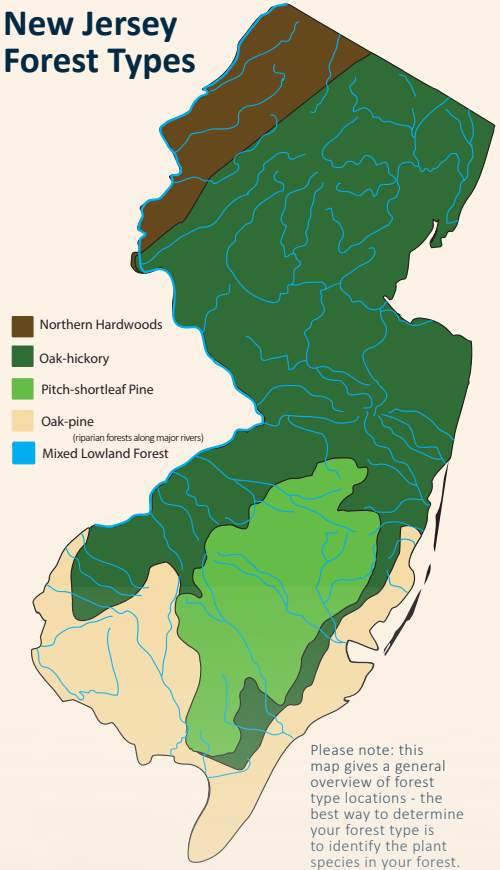 New Jersey
Forest Types
Northern Hardwoods
Oak-hickory
Pitch-shortleaf Pine
Oak-pine
(riparian forests along major rivers)
Mixed Lowland Forest
Please note: this
map gives a general
overview of forest
type locations - the
best way to determine
your forest type is
to identify the plant
species in your forest.